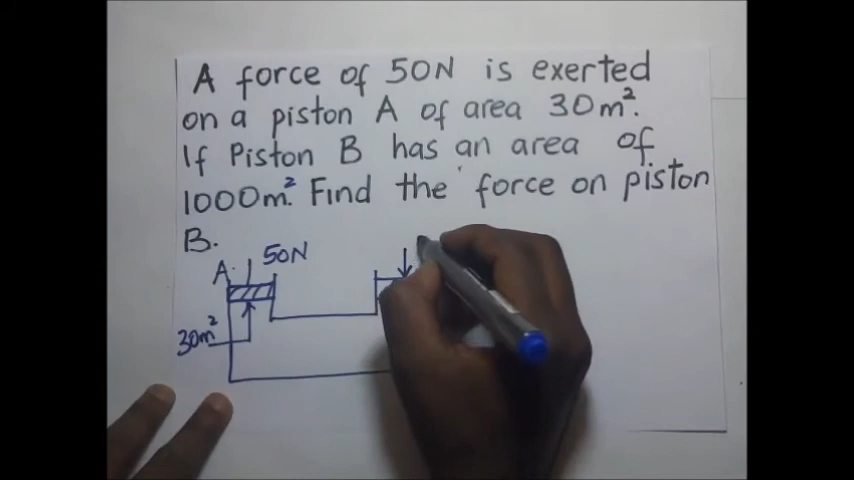 A force of 50N is exerted
on a piston A of area 30m².
If Piston B has an area of
1000m². Find the force on piston
B.
50N
A
30m²